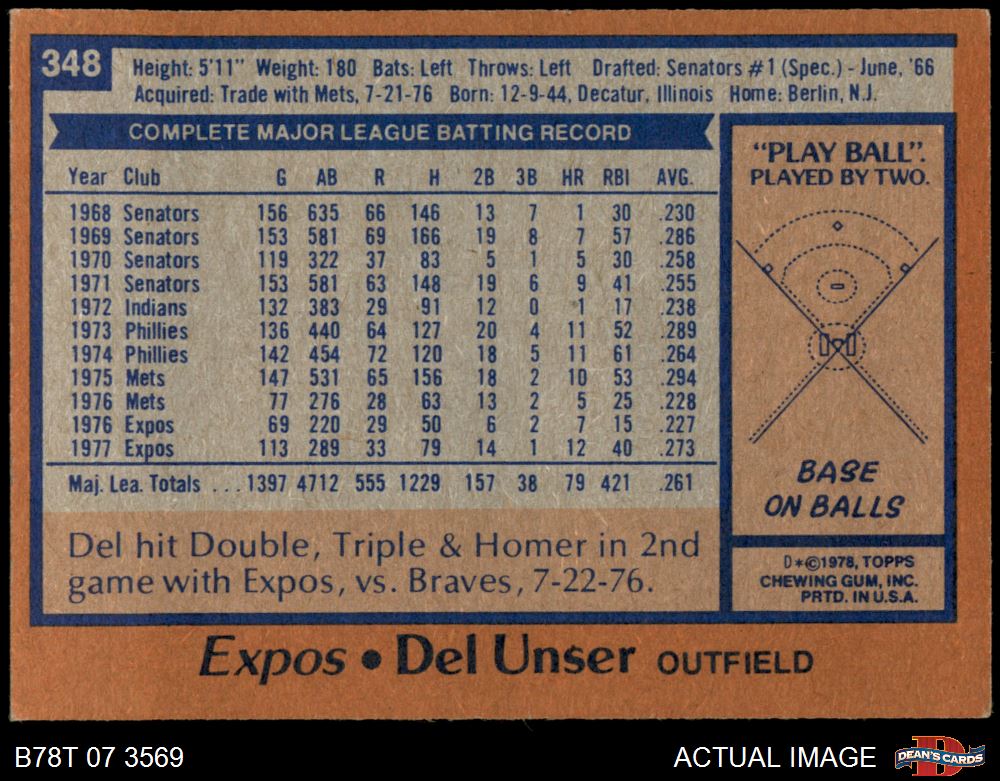 348
Height: 5'11" Weight: 180 Bats: Left Throws: Left Drafted: Senators #1 (Spec.) - June, '66
Acquired: Trade with Mets, 7-21-76 Born: 12-9-44, Decatur, Illinois Home: Berlin, N.J.
COMPLETE MAJOR LEAGUE BATTING RECORD
Year Club G AB R H 2B 3B HR RBI AVG.
1968 Senators 156 635 66 146 13 7 1 30 .230
1969 Senators 153 581 69 166 19 8 7 57 .286
1970 Senators 119 322 37 83 5 1 5 30 .258
1971 Senators 153 581 63 148 19 6 9 41 .255
1972 Indians 132 383 29 91 12 0 1 17 .238
1973 Phillies 136 440 64 127 20 4 11 52 .289
1974 Phillies 142 454 72 120 18 5 11 61 .264
1975 Mets 147 531 65 156 18 2 10 53 .294
1976 Mets 77 276 28 63 13 2 5 25 .228
1976 Expos 69 220 29 50 6 2 7 15 .227
1977 Expos 113 289 33 79 14 1 12 40 .273
Maj. Lea. Totals ... 1397 4712 555 1229 157 38 79 421 .261
Del hit Double, Triple & Homer in 2nd
game with Expos, vs. Braves, 7-22-76.
"PLAY BALL".
PLAYED BY TWO.
BASE
ON BALLS
D*©1978, TOPPS
CHEWING GUM, INC.
PRTD. IN U.S.A.
Expos • Del Unser OUTFIELD
B78T 07 3569
ACTUAL IMAGE
D
DEAN'S CARDS